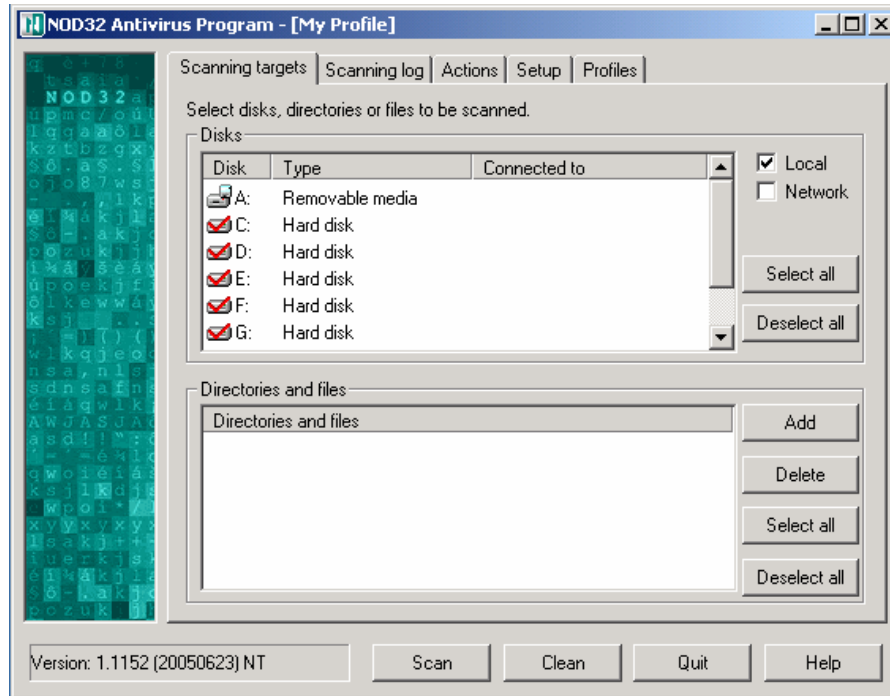 NOD32 Antivirus Program - [My Profile]
NOD32
Scanning targets Scanning log Actions Setup Profiles
Select disks, directories or files to be scanned.
Disks
Disk Type Connected to
A: Removable media
C: Hard disk
D: Hard disk
E: Hard disk
F: Hard disk
G: Hard disk
Local
Network
Select all
Deselect all
Directories and files
Directories and files
Add
Delete
Select all
Deselect all
Version: 1.1152 (20050623) NT
Scan Clean Quit Help